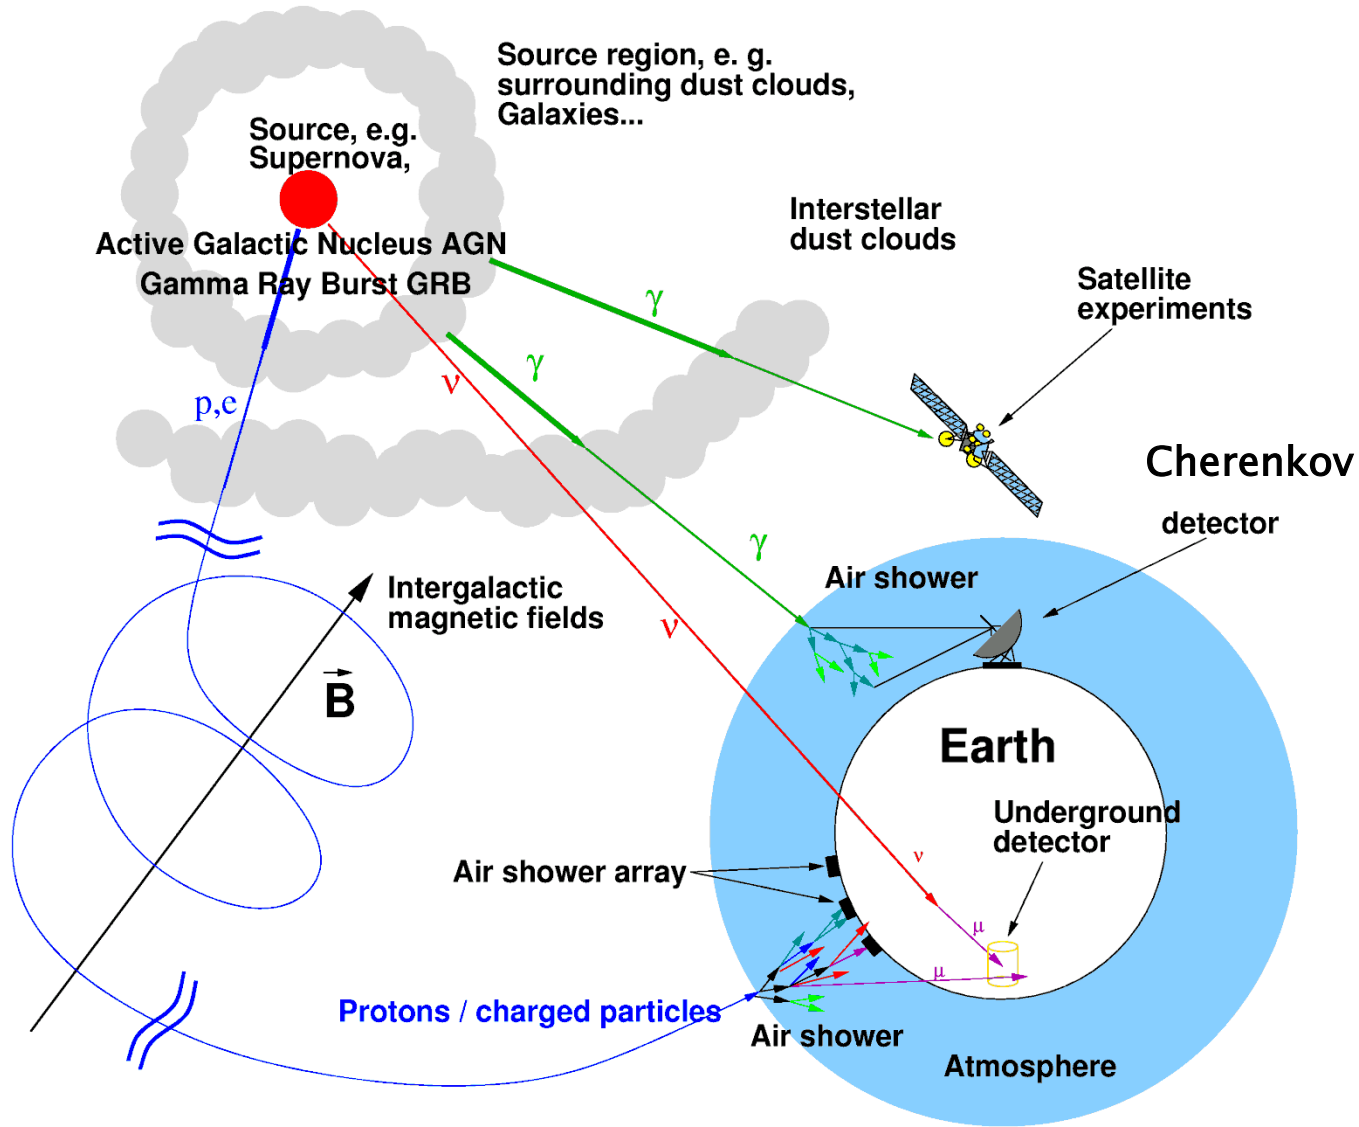 Source region, e. g.
surrounding dust clouds,
Galaxies...
Source, e.g.
Supernova,
Active Galactic Nucleus AGN
Gamma Ray Burst GRB
Interstellar
dust clouds
Satellite
experiments
γ
γ
ν
p,e
Cherenkov
detector
γ
Air shower
Intergalactic
magnetic fields
ν
B
Earth
Underground
detector
Air shower array
ν
μ
μ
Protons / charged particles
Air shower
Atmosphere